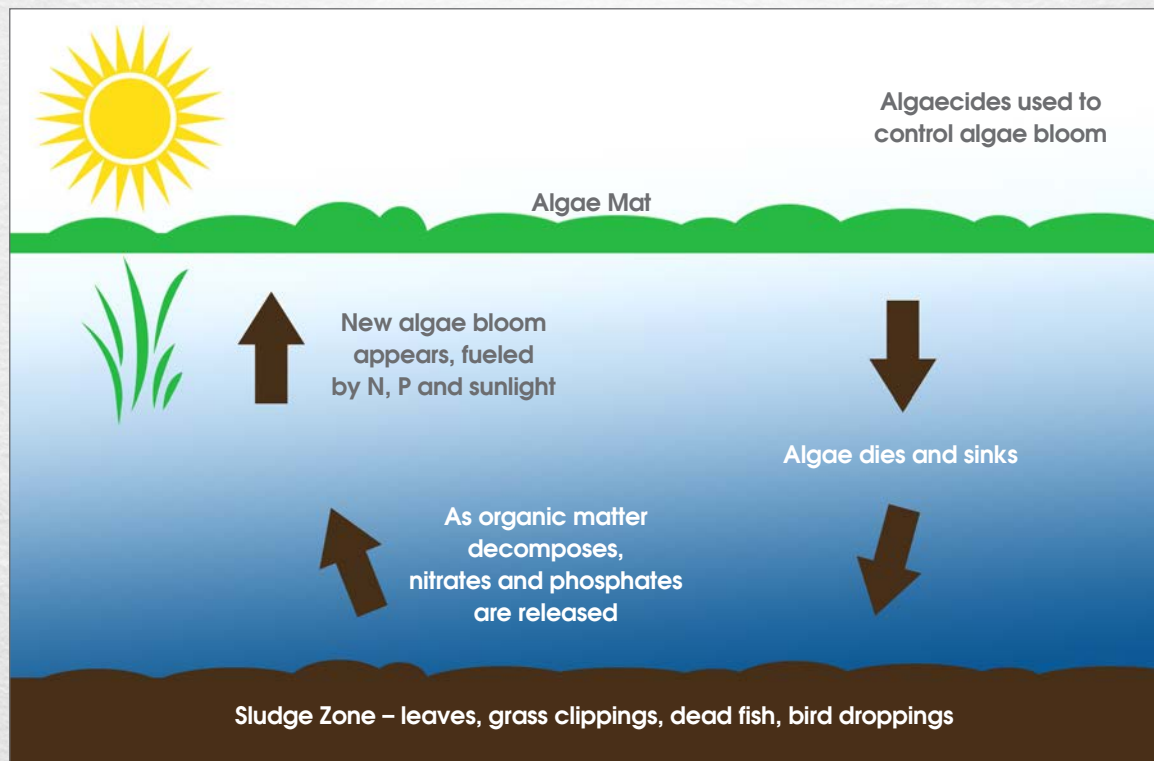 Algaecides used to
control algae bloom
Algae Mat
New algae bloom
appears, fueled
by N, P and sunlight
Algae dies and sinks
As organic matter
decomposes,
nitrates and phosphates
are released
Sludge Zone – leaves, grass clippings, dead fish, bird droppings